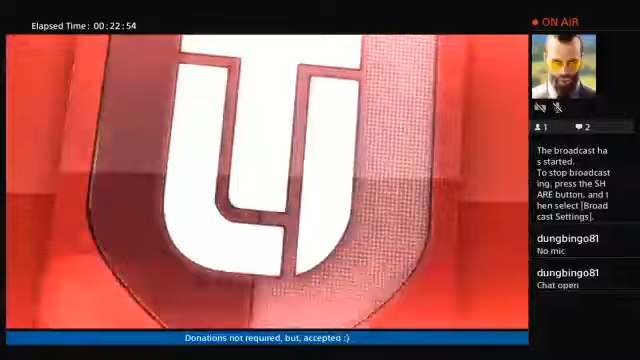 Elapsed Time: 00:22:54
ON AIR
1
2
The broadcast ha
s started.
To stop broadcast
ing, press the SH
ARE button, and t
hen select [Broad
cast Settings].
dungbingo81
No mic
dungbingo81
Chat open
Donations not required, but, accepted :)